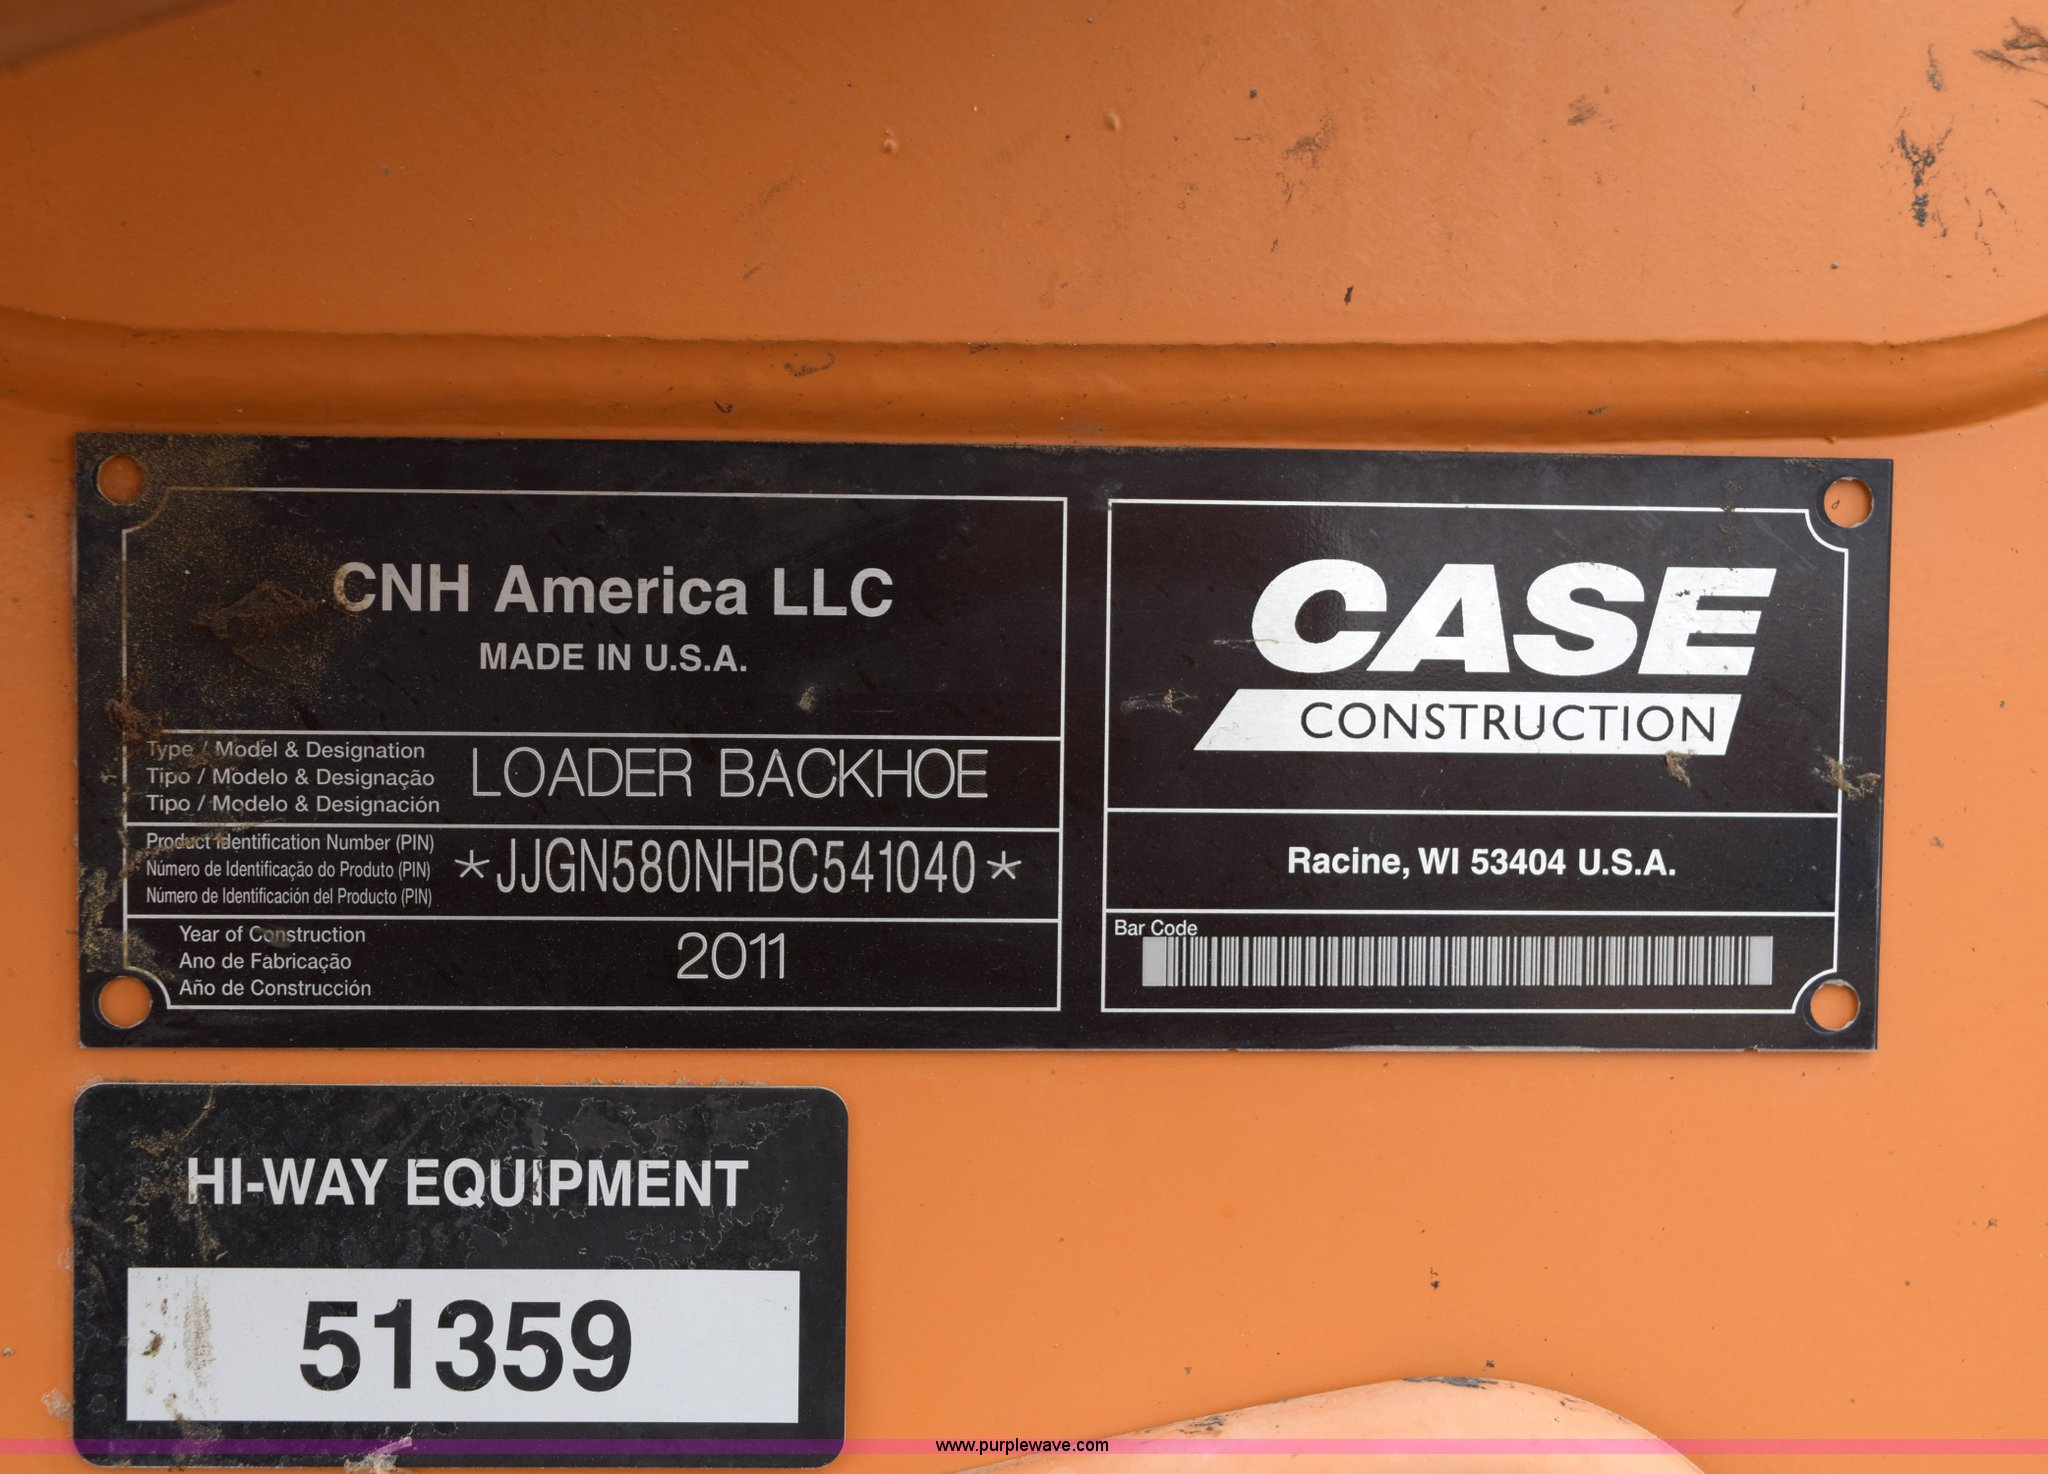 CNH America LLC
MADE IN U.S.A.
Type / Model & Designation
Tipo / Modelo & Designação
Tipo / Modelo & Designación
LOADER BACKHOE
Product Identification Number (PIN)
Número de Identificação do Produto (PIN)
Número de Identificación del Producto (PIN)
*JJGN580NHBC541040*
Year of Construction
Ano de Fabricação
Año de Construcción
2011
CASE
CONSTRUCTION
Racine, WI 53404 U.S.A.
Bar Code
HI-WAY EQUIPMENT
51359
www.purplewave.com